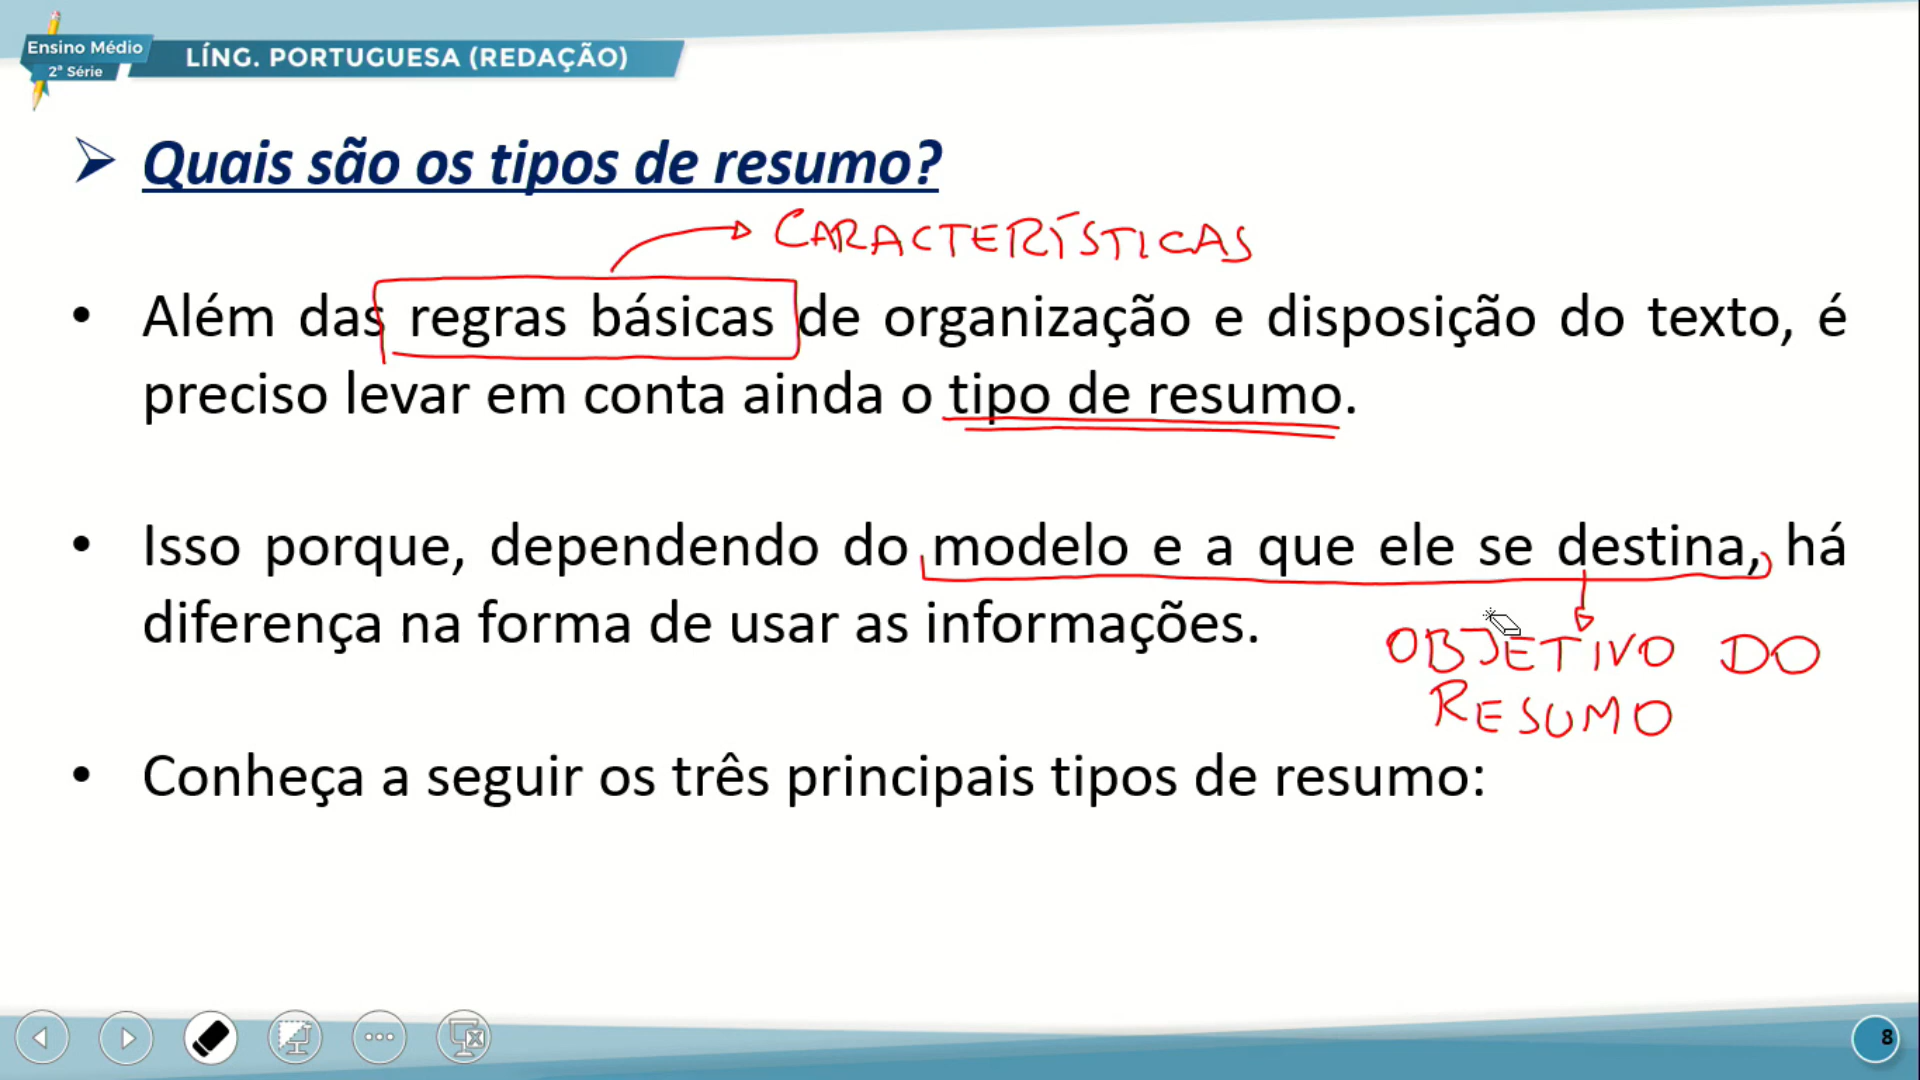 Ensino Médio
2ª Série
LÍNG. PORTUGUESA (REDAÇÃO)
Quais são os tipos de resumo?
CARACTERÍSTICAS
• Além das regras básicas de organização e disposição do texto, é
preciso levar em conta ainda o tipo de resumo.
• Isso porque, dependendo do modelo e a que ele se destina, há
diferença na forma de usar as informações.
OBJETIVO DO
RESUMO
• Conheça a seguir os três principais tipos de resumo:
8